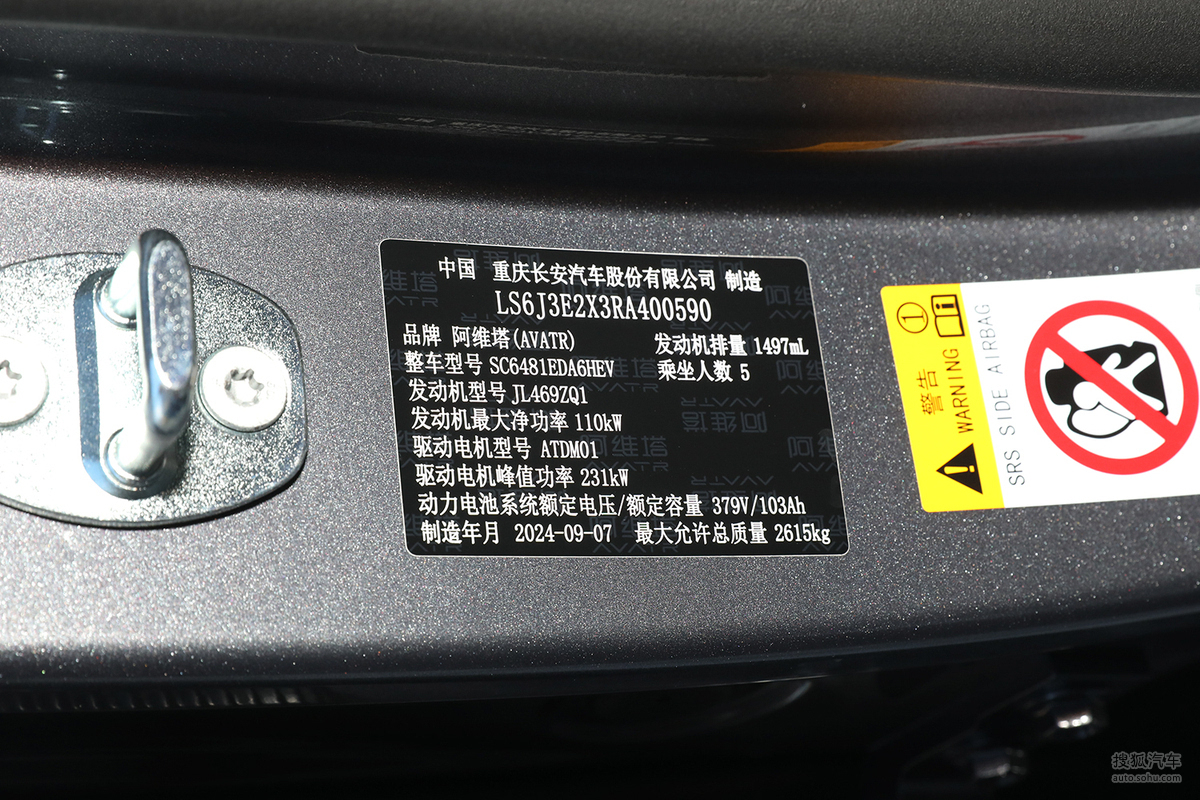 中国 重庆长安汽车股份有限公司 制造
LS6J3E2X3RA400590
品牌 阿维塔(AVATR) 发动机排量 1497mL
整车型号 SC6481EDA6HEV 乘坐人数 5
发动机型号 JL469ZQ1
发动机最大净功率 110kW
驱动电机型号 ATDM01
驱动电机峰值功率 231kW
动力电池系统额定电压/额定容量 379V/103Ah
制造年月 2024-09-07 最大允许总质量 2615kg
阿维塔
AVATR
警告
WARNING
SRS SIDE AIRBAG
搜狐汽车
auto.sohu.com